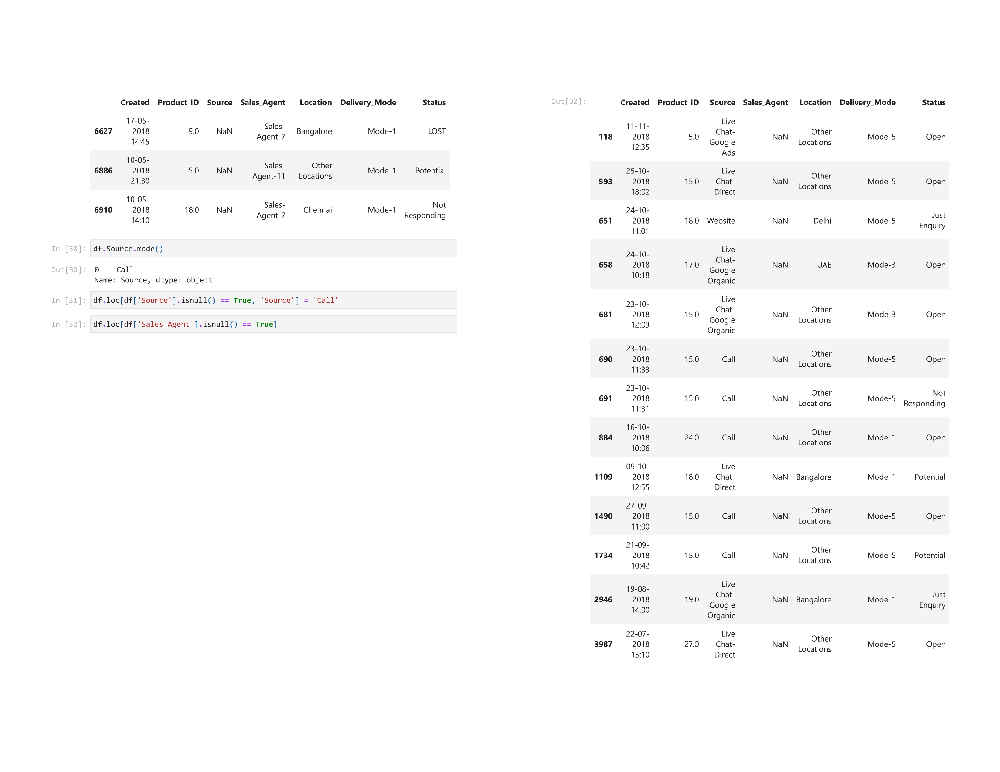 Created Product_ID Source Sales_Agent Location Delivery_Mode Status
6627 17-05-2018 14:45 9.0 NaN Sales-Agent-7 Bangalore Mode-1 LOST
6886 10-05-2018 21:30 5.0 NaN Sales-Agent-11 Other Locations Mode-1 Potential
6910 10-05-2018 14:10 18.0 NaN Sales-Agent-7 Chennai Mode-1 Not Responding
In [30]: df.Source.mode()
Out[30]: 0 Call
Name: Source, dtype: object
In [31]: df.loc[df['Source'].isnull() == True, 'Source'] = 'Call'
In [32]: df.loc[df['Sales_Agent'].isnull() == True]
Out[32]: Created Product_ID Source Sales_Agent Location Delivery_Mode Status
118 11-11-2018 12:35 5.0 Live Chat-Google Ads NaN Other Locations Mode-5 Open
593 25-10-2018 18:02 15.0 Live Chat-Direct NaN Other Locations Mode-5 Open
651 24-10-2018 11:01 18.0 Website NaN Delhi Mode-5 Just Enquiry
658 24-10-2018 10:18 17.0 Live Chat-Google Organic NaN UAE Mode-3 Open
681 23-10-2018 12:09 15.0 Live Chat-Google Organic NaN Other Locations Mode-3 Open
690 23-10-2018 11:33 15.0 Call NaN Other Locations Mode-5 Open
691 23-10-2018 11:31 15.0 Call NaN Other Locations Mode-5 Not Responding
884 16-10-2018 10:06 24.0 Call NaN Other Locations Mode-1 Open
1109 09-10-2018 12:55 18.0 Live Chat-Direct NaN Bangalore Mode-1 Potential
1490 27-09-2018 11:00 15.0 Call NaN Other Locations Mode-5 Open
1734 21-09-2018 10:42 15.0 Call NaN Other Locations Mode-5 Potential
2946 19-08-2018 14:00 19.0 Live Chat-Google Organic NaN Bangalore Mode-1 Just Enquiry
3987 22-07-2018 13:10 27.0 Live Chat-Direct NaN Other Locations Mode-5 Open